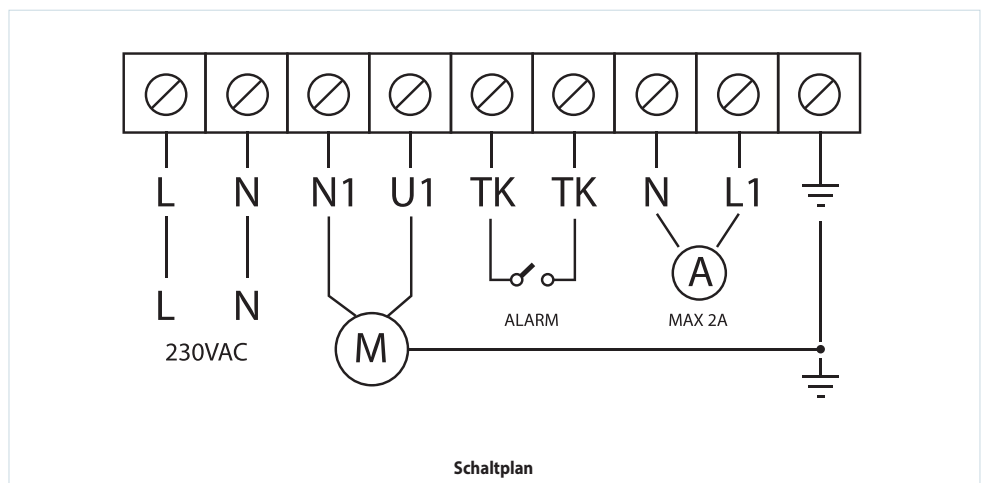 L N N1 U1 TK TK N L1
L N
A
ALARM MAX 2A
230VAC M
Schaltplan